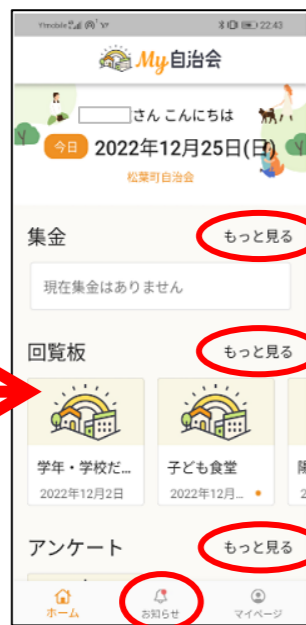 Y!mobile
22:43
My自治会
さん こんにちは
今日 2022年12月25日(日)
松葉町自治会
集金
もっと見る
現在集金はありません
回覧板
もっと見る
学年・学校だ...
子ども食堂
2022年12月2日
2022年12月...
アンケート
もっと見る
ホーム
お知らせ
マイページ